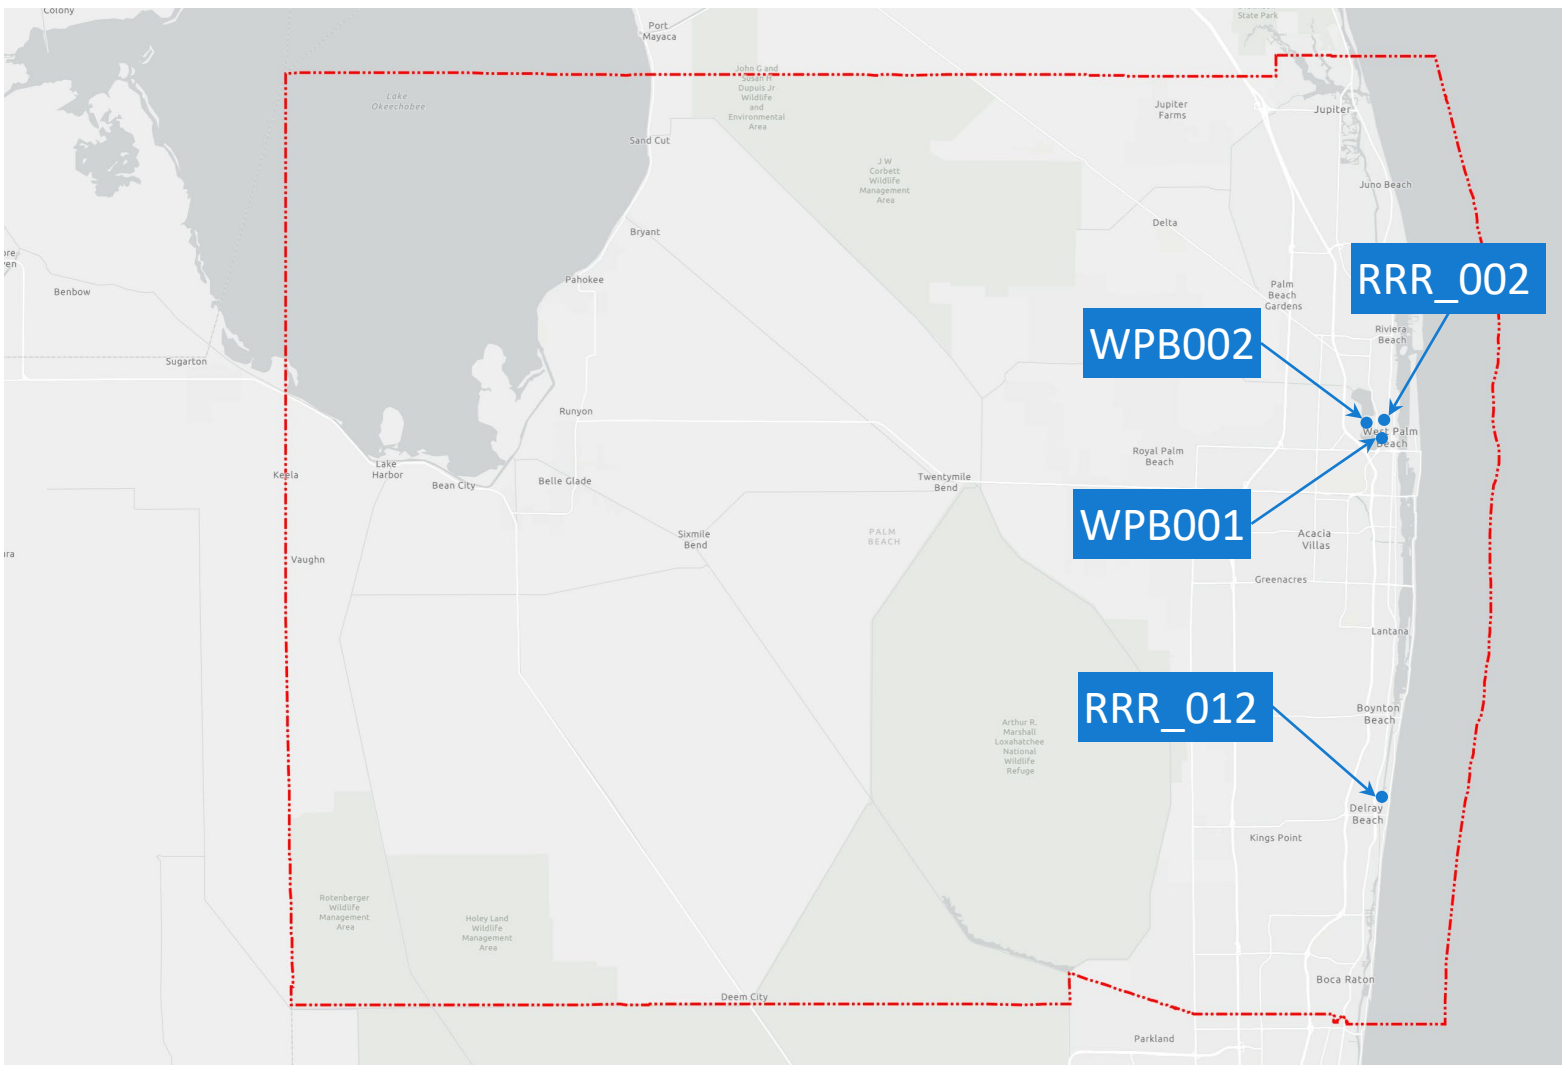 Colony
Port
Mayaca
State Park
John G and
Susan H
Dupuis Jr
Wildlife
and
Environmental
Area
Lake
Okeechobee
Jupiter
Farms
Jupiter
Sand Cut
J W
Corbett
Wildlife
Management
Area
Juno Beach
Delta
Bryant
RRR_002
Pahokee
Benbow
Palm
Beach
Gardens
WPB002
Riviera
Beach
Sugarton
Runyon
West Palm
Beach
Royal Palm
Beach
Lake
Harbor
Keela
Bean City
Belle Glade
Twentymile
Bend
WPB001
Sixmile
Bend
PALM
BEACH
Acacia
Villas
Vaughn
Greenacres
Lantana
RRR_012
Boynton
Beach
Arthur R.
Marshall
Loxahatchee
National
Wildlife
Refuge
Delray
Beach
Kings Point
Rotenberger
Wildlife
Management
Area
Holey Land
Wildlife
Management
Area
Boca Raton
Deem City
Parkland